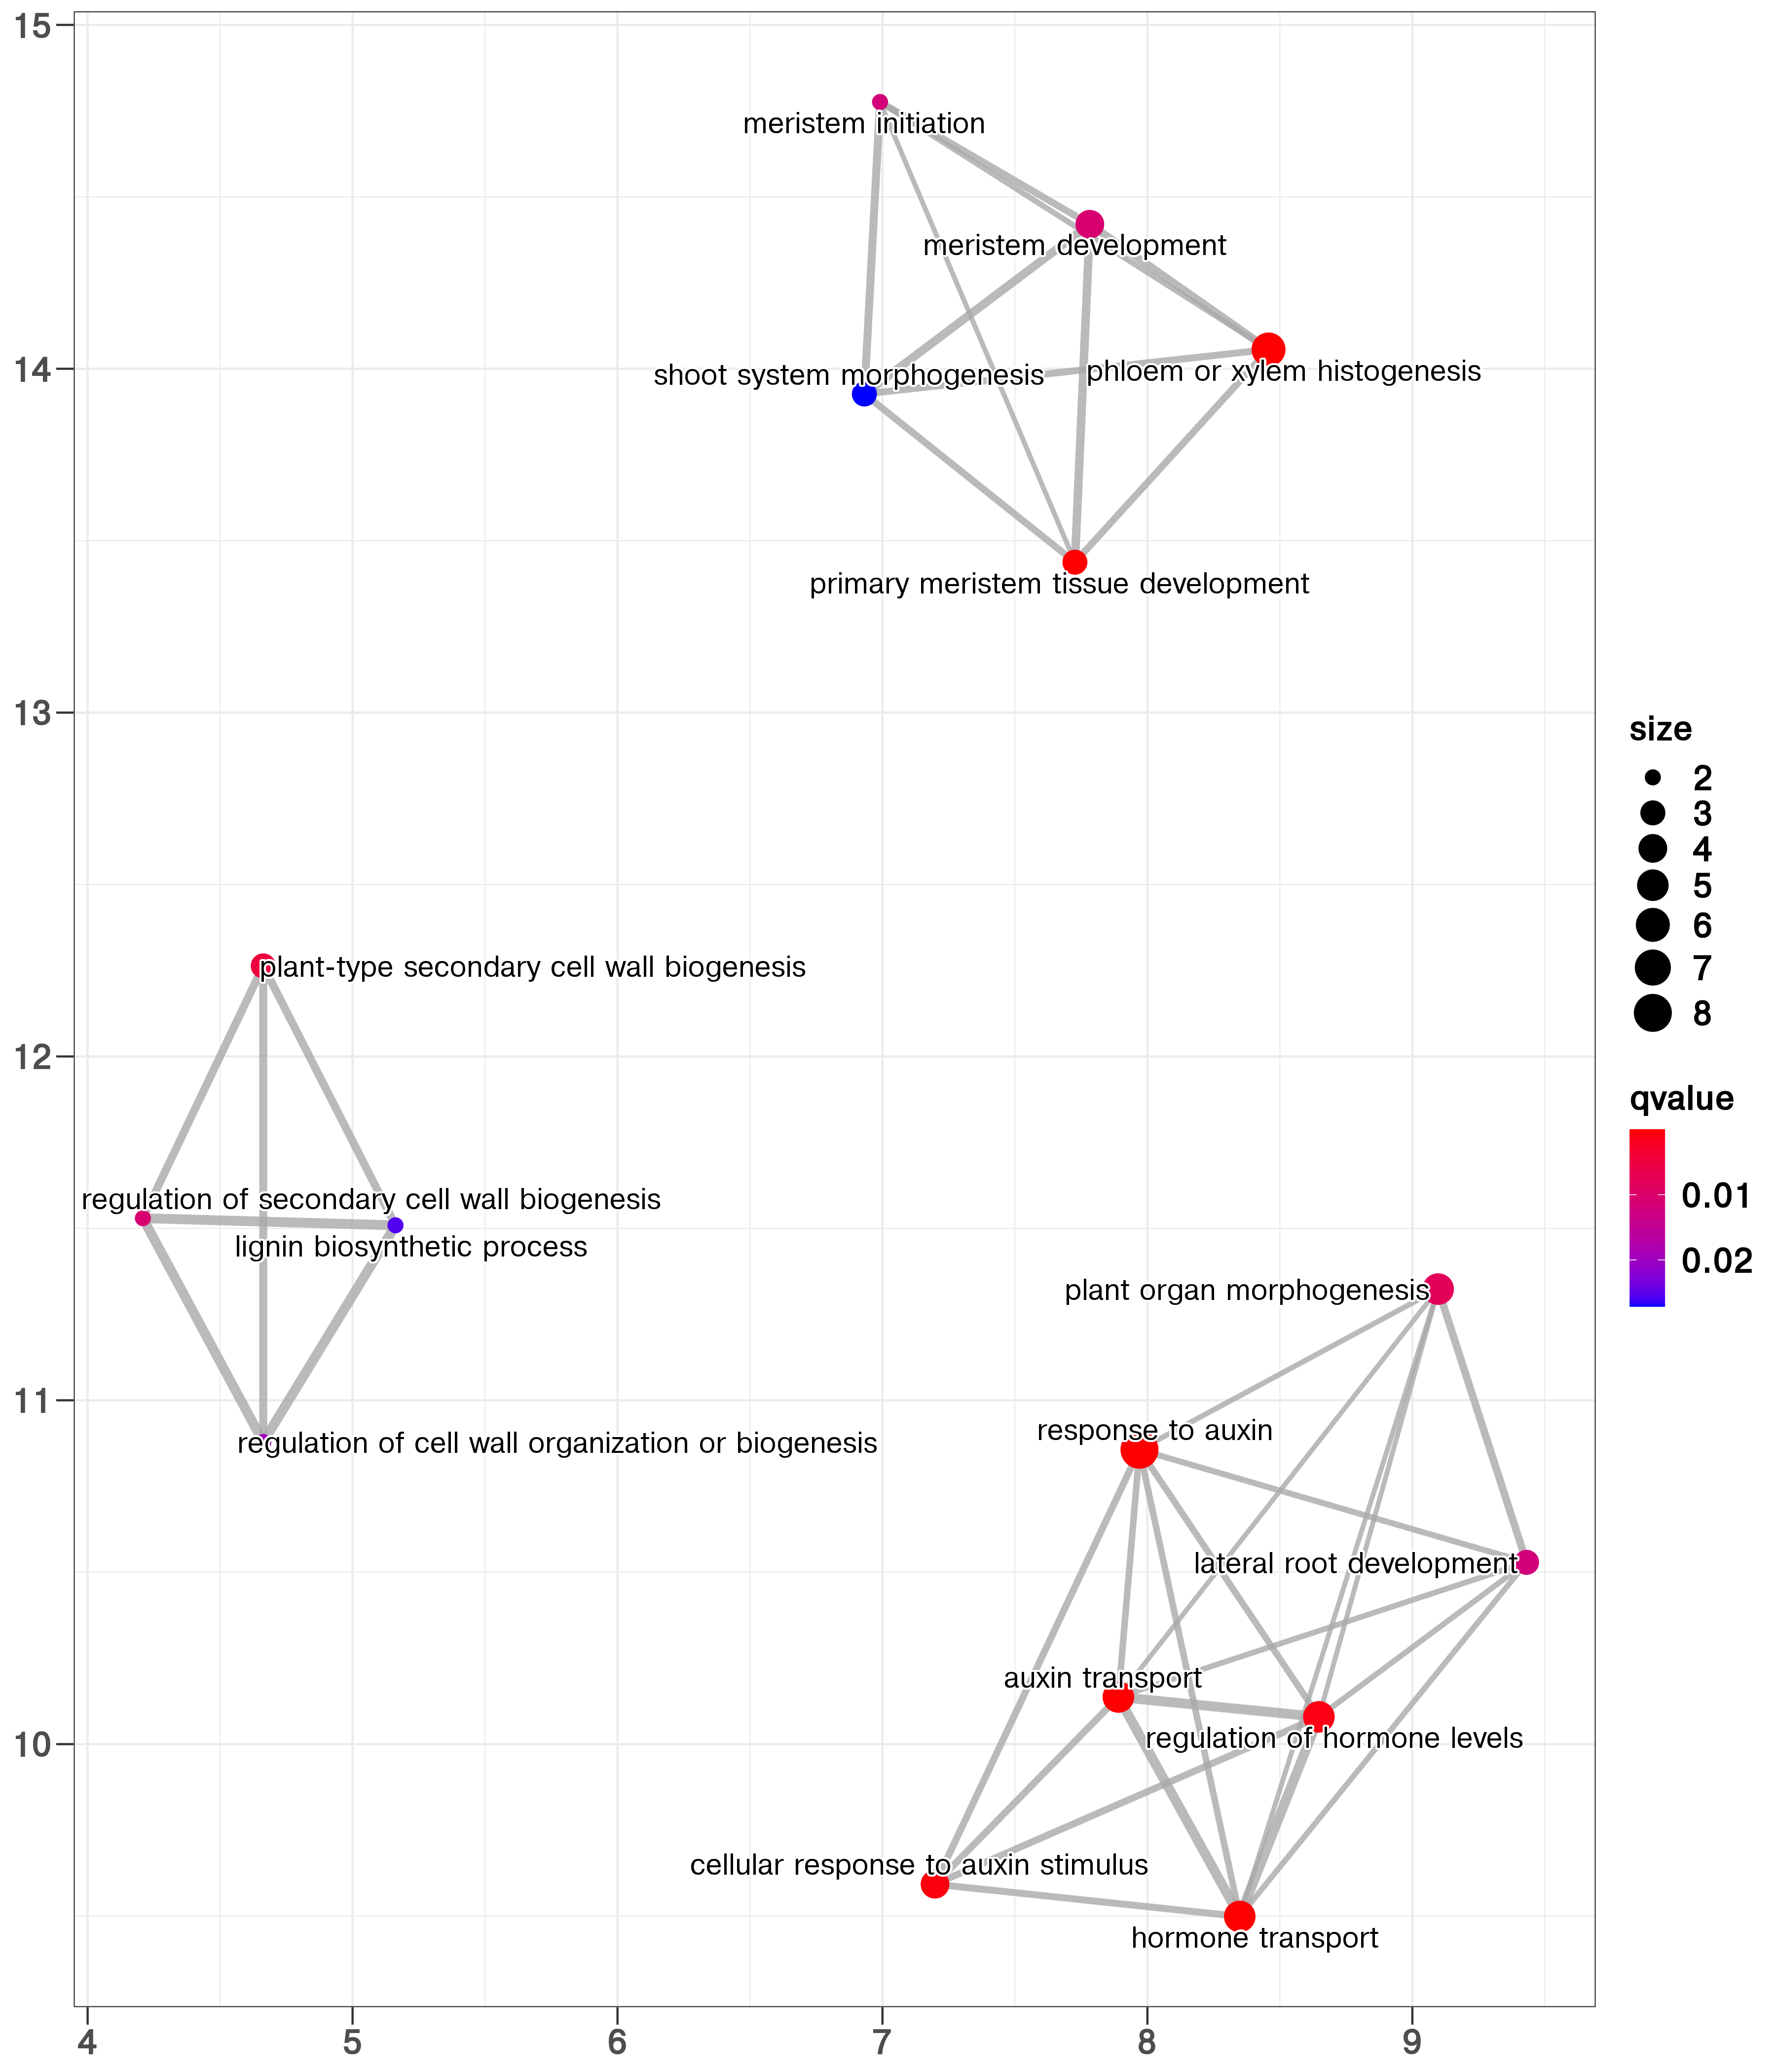 15
meristem initiation
meristem development
14
shoot system morphogenesis
phloem or xylem histogenesis
primary meristem tissue development
13
size
2
3
4
5
6
7
8
plant-type secondary cell wall biogenesis
12
qvalue
0.01
0.02
regulation of secondary cell wall biogenesis
lignin biosynthetic process
plant organ morphogenesis
11
response to auxin
regulation of cell wall organization or biogenesis
lateral root development
auxin transport
10
regulation of hormone levels
cellular response to auxin stimulus
hormone transport
4
5
6
7
8
9